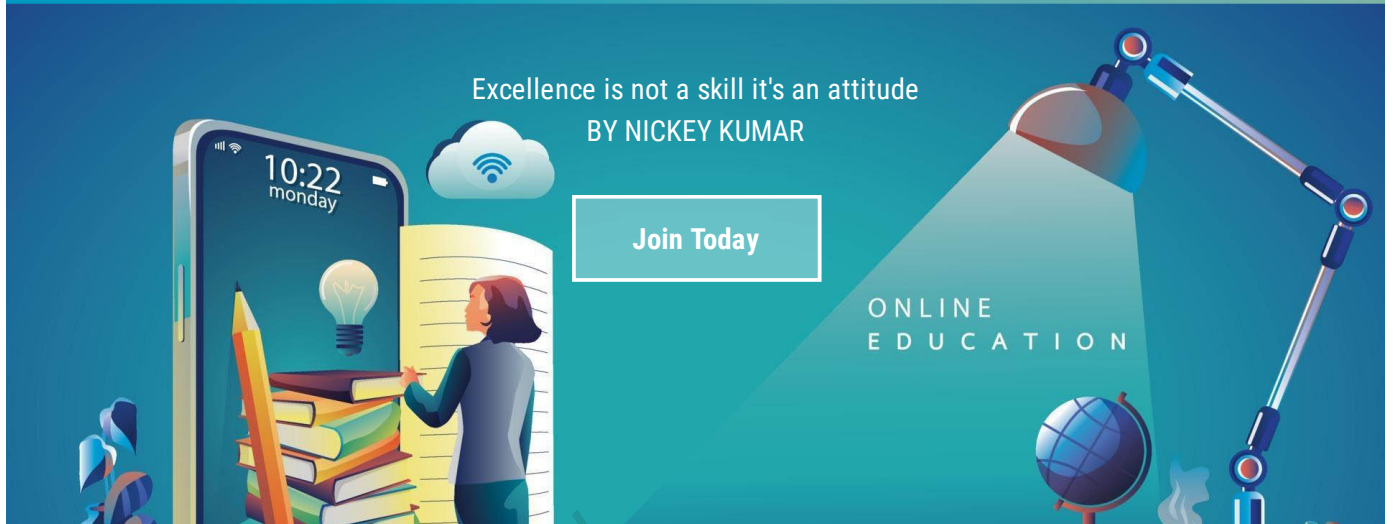 Excellence is not a skill it's an attitude
BY NICKEY KUMAR
10:22
monday
Join Today
ONLINE
EDUCATION